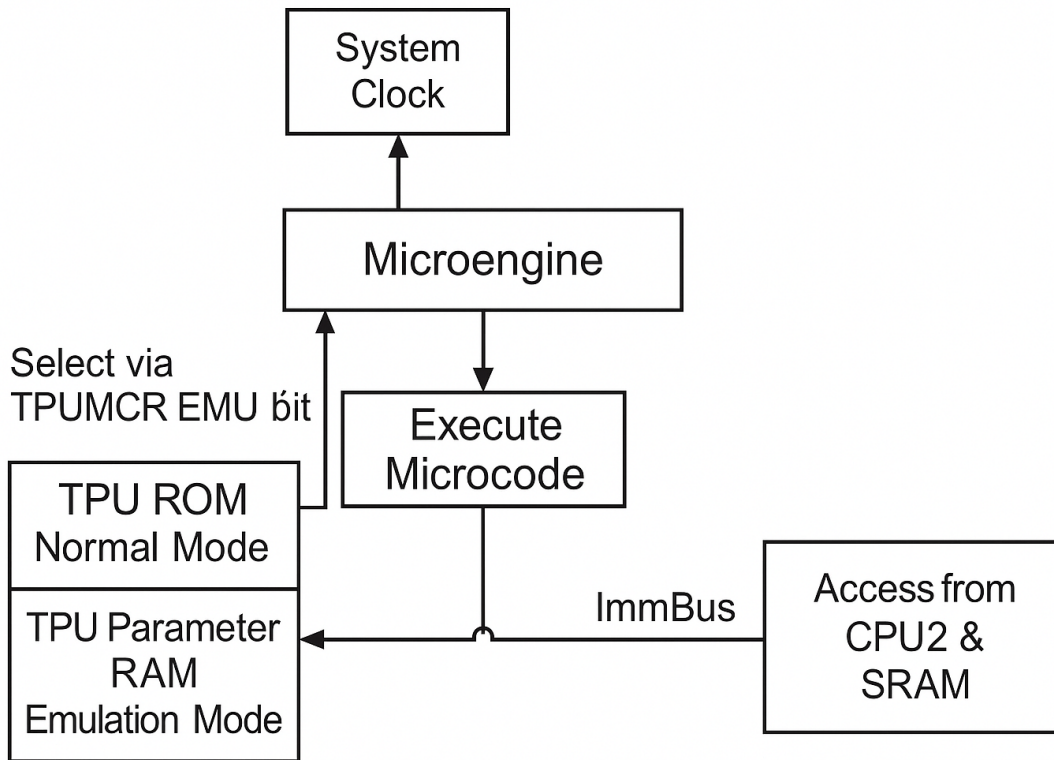 System
Clock
Microengine
Select via
TPUMCR EMU bit
Execute
Microcode
TPU ROM
Normal Mode
TPU Parameter
RAM
Emulation Mode
ImmBus
Access from
CPU2 &
SRAM